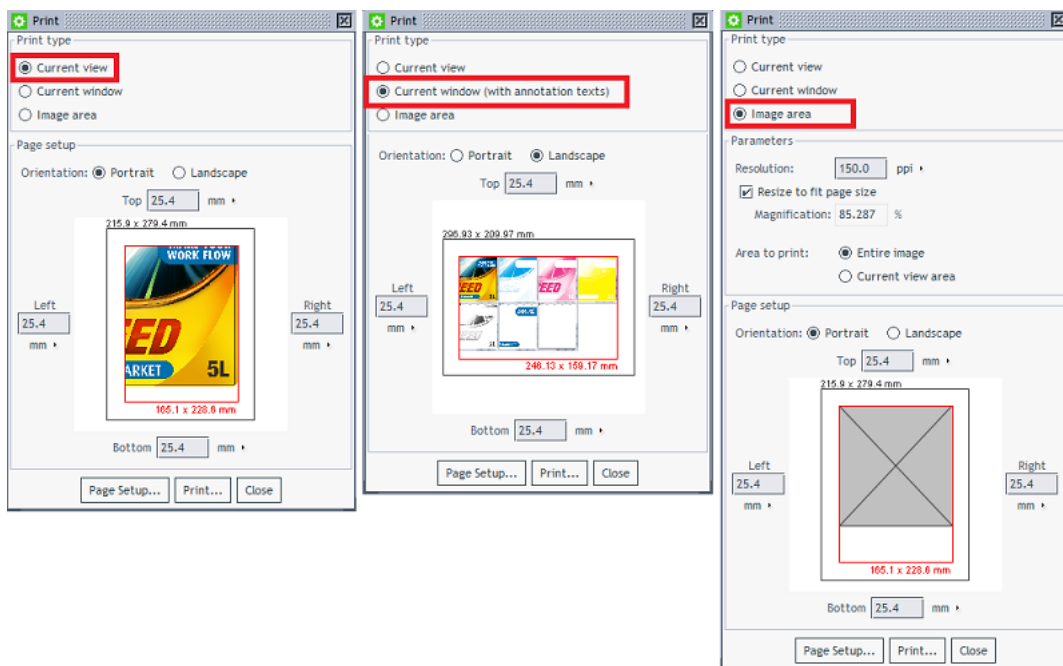 Print
Print type
Current view
Current window
Image area
Page setup
Orientation: Portrait Landscape
Top 25.4 mm
215.9 x 279.4 mm
WORK FLOW
EED
MARKET 5L
165.1 x 228.6 mm
Left
25.4
mm
Right
25.4
mm
Bottom 25.4 mm
Page Setup... Print... Close
Print
Print type
Current view
Current window (with annotation texts)
Image area
Orientation: Portrait Landscape
Top 25.4 mm
296.93 x 209.97 mm
EED 5L EED
246.13 x 159.17 mm
Left
25.4
mm
Right
25.4
mm
Bottom 25.4 mm
Page Setup... Print... Close
Print
Print type
Current view
Current window
Image area
Parameters
Resolution: 150.0 ppi
Resize to fit page size
Magnification: 85.287 %
Area to print: Entire image
Current view area
Page setup
Orientation: Portrait Landscape
Top 25.4 mm
215.9 x 279.4 mm
165.1 x 228.6 mm
Left
25.4
mm
Right
25.4
mm
Bottom 25.4 mm
Page Setup... Print... Close